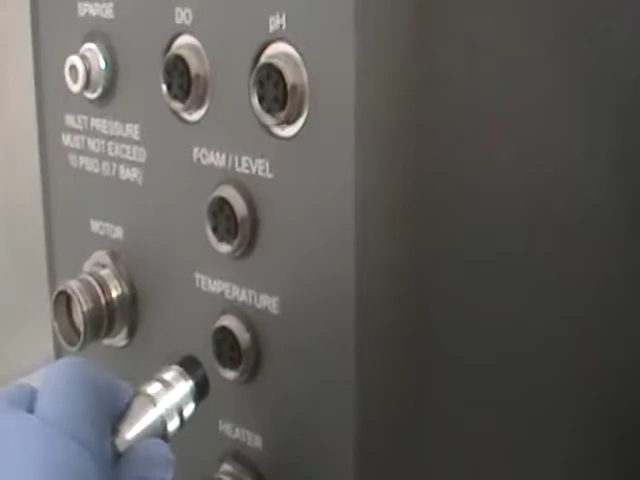 SPARGE
DO
pH
INLET PRESSURE
MUST NOT EXCEED
10 PSIG (0.7 BAR)
FOAM / LEVEL
MOTOR
TEMPERATURE
HEATER